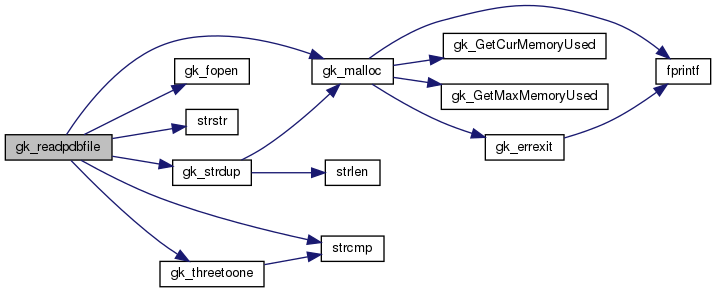 gk_readpdbfile
gk_fopen
strstr
gk_strdup
gk_threetoone
gk_malloc
strlen
strcmp
gk_GetCurMemoryUsed
gk_GetMaxMemoryUsed
gk_errexit
fprintf